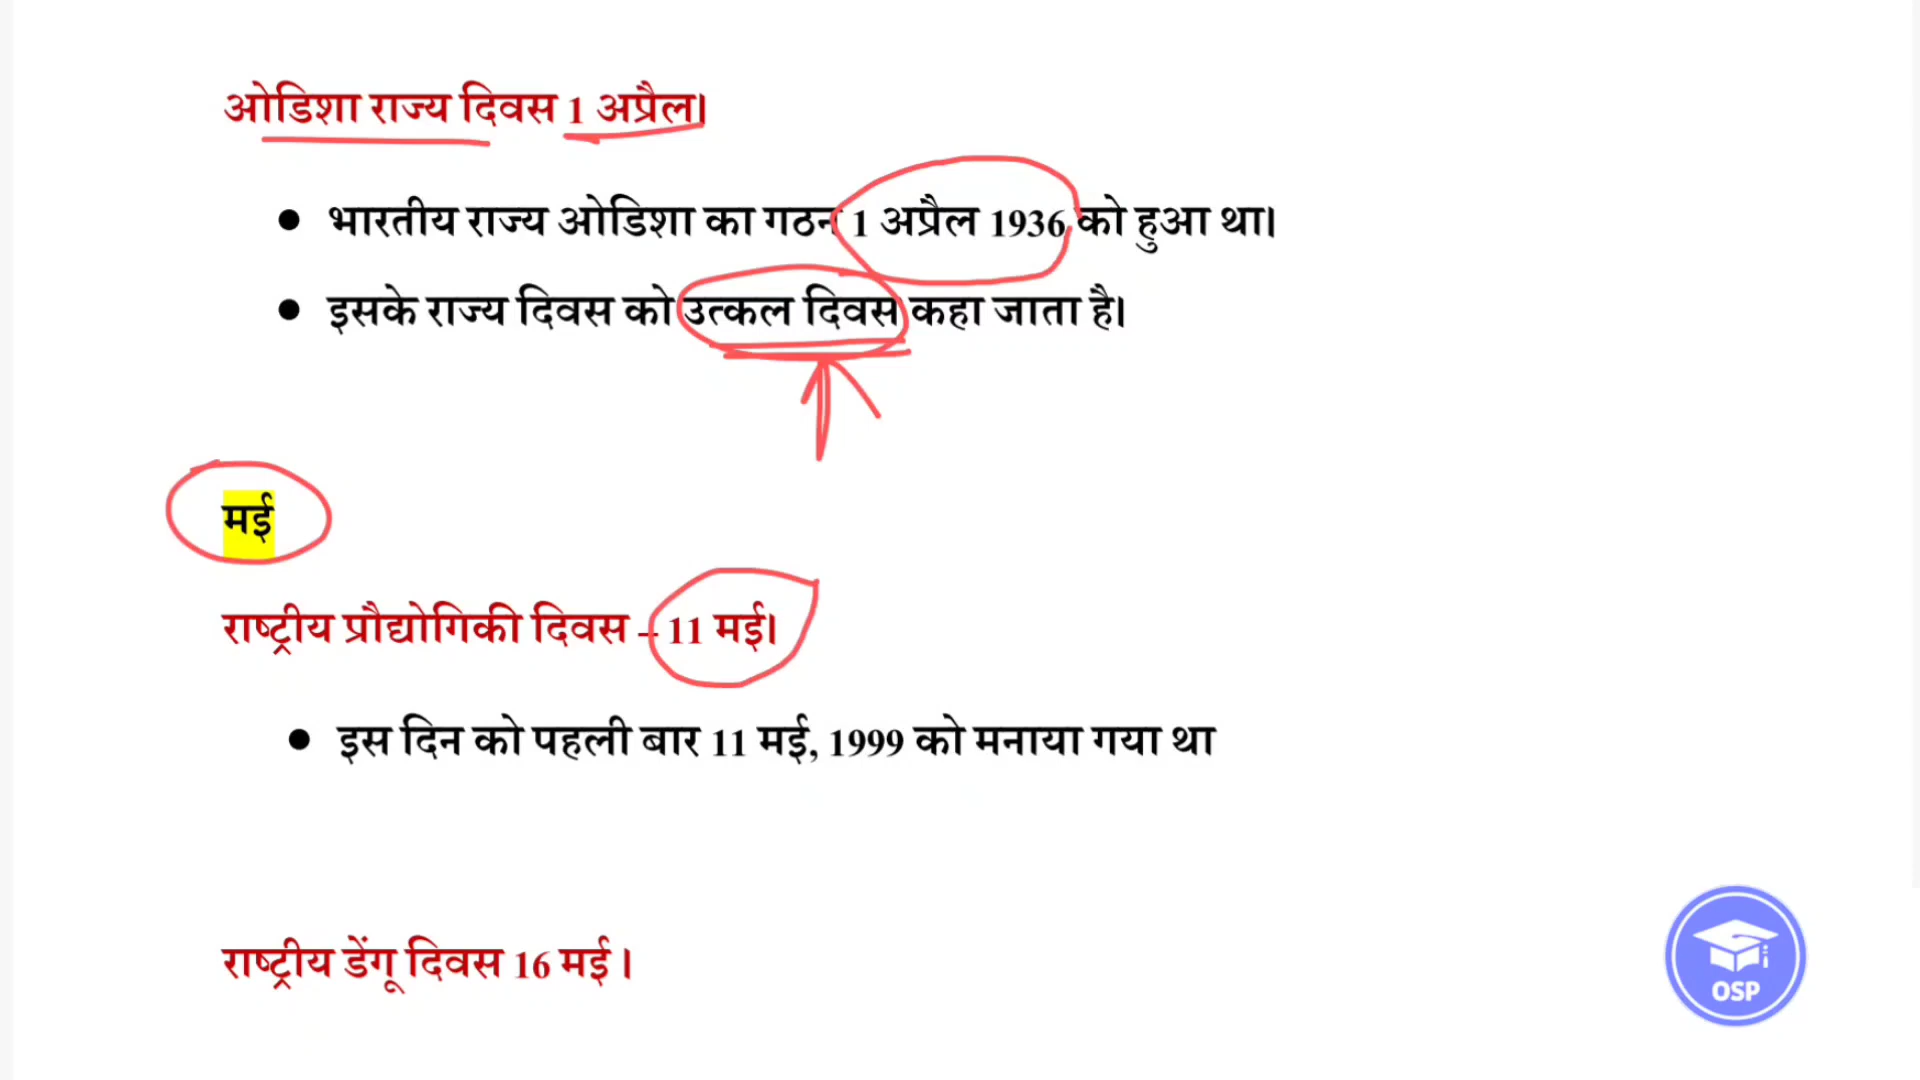 ओडिशा राज्य दिवस 1 अप्रैल।
● भारतीय राज्य ओडिशा का गठन 1 अप्रैल 1936 को हुआ था।
● इसके राज्य दिवस को उत्कल दिवस कहा जाता है।
मई
राष्ट्रीय प्रौद्योगिकी दिवस – 11 मई।
● इस दिन को पहली बार 11 मई, 1999 को मनाया गया था
राष्ट्रीय डेंगू दिवस 16 मई ।
OSP